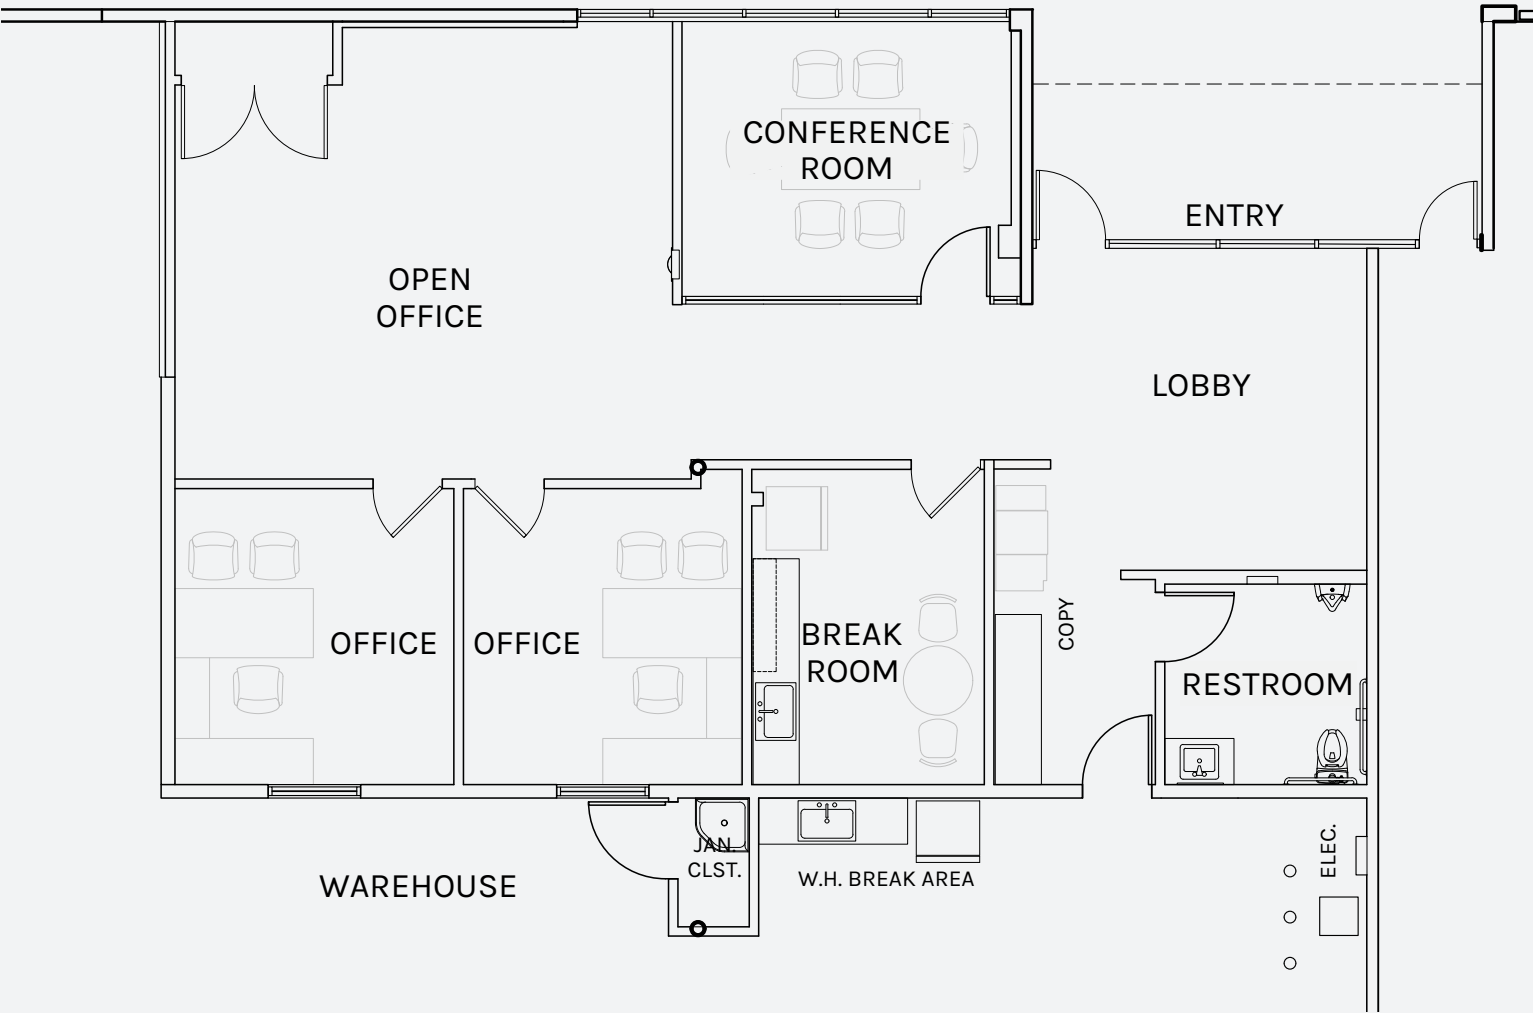 CONFERENCE
ROOM
ENTRY
OPEN
OFFICE
LOBBY
OFFICE
OFFICE
BREAK
ROOM
COPY
RESTROOM
WAREHOUSE
JAN.
CLST.
W.H. BREAK AREA
ELEC.